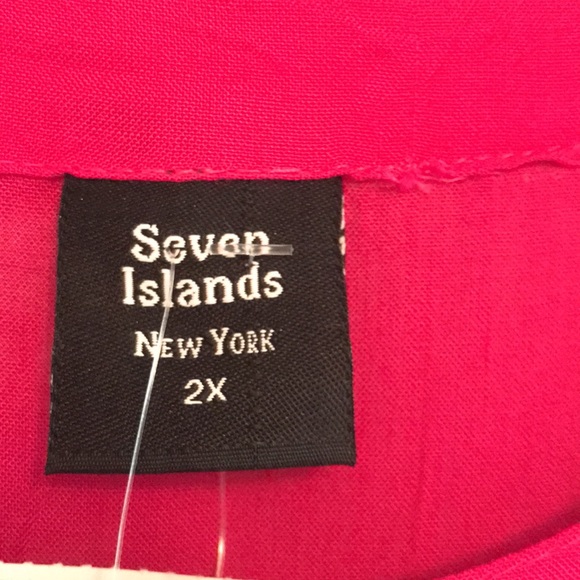 Seven
Islands
NEW YORK
2X